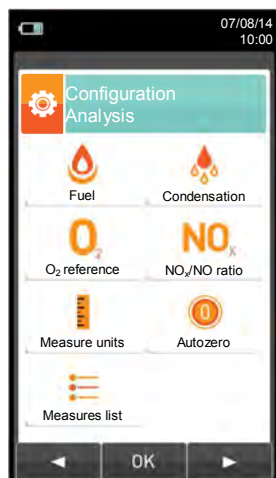 07/08/14
10:00
Configuration
Analysis
Fuel
Condensation
O₂
NOₓ
O₂ reference
NOₓ/NO ratio
0
Measure units
Autozero
Measures list
OK